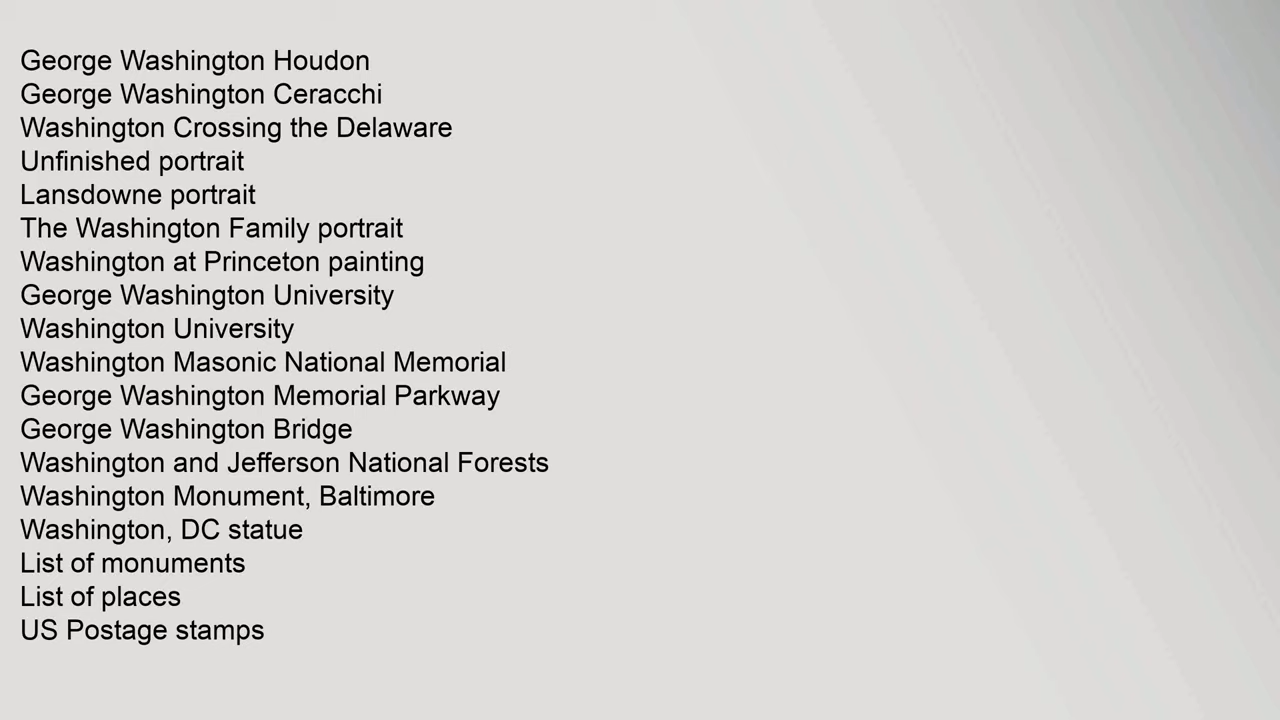 George Washington Houdon
George Washington Ceracchi
Washington Crossing the Delaware
Unfinished portrait
Lansdowne portrait
The Washington Family portrait
Washington at Princeton painting
George Washington University
Washington University
Washington Masonic National Memorial
George Washington Memorial Parkway
George Washington Bridge
Washington and Jefferson National Forests
Washington Monument, Baltimore
Washington, DC statue
List of monuments
List of places
US Postage stamps